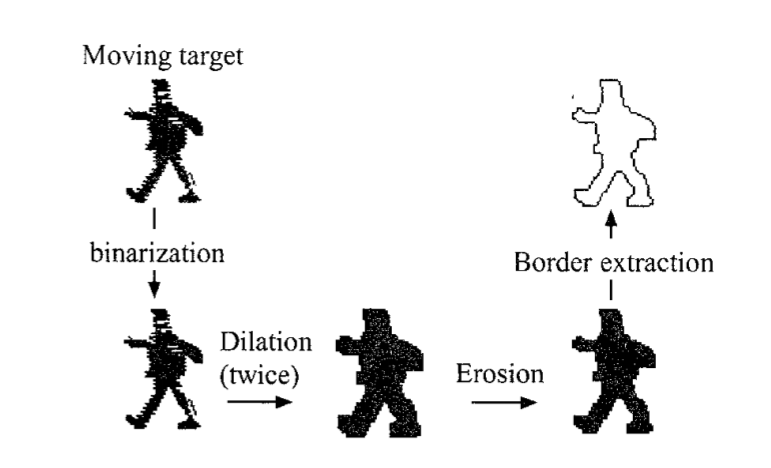 Moving target
binarization
Dilation
(twice)
Erosion
Border extraction